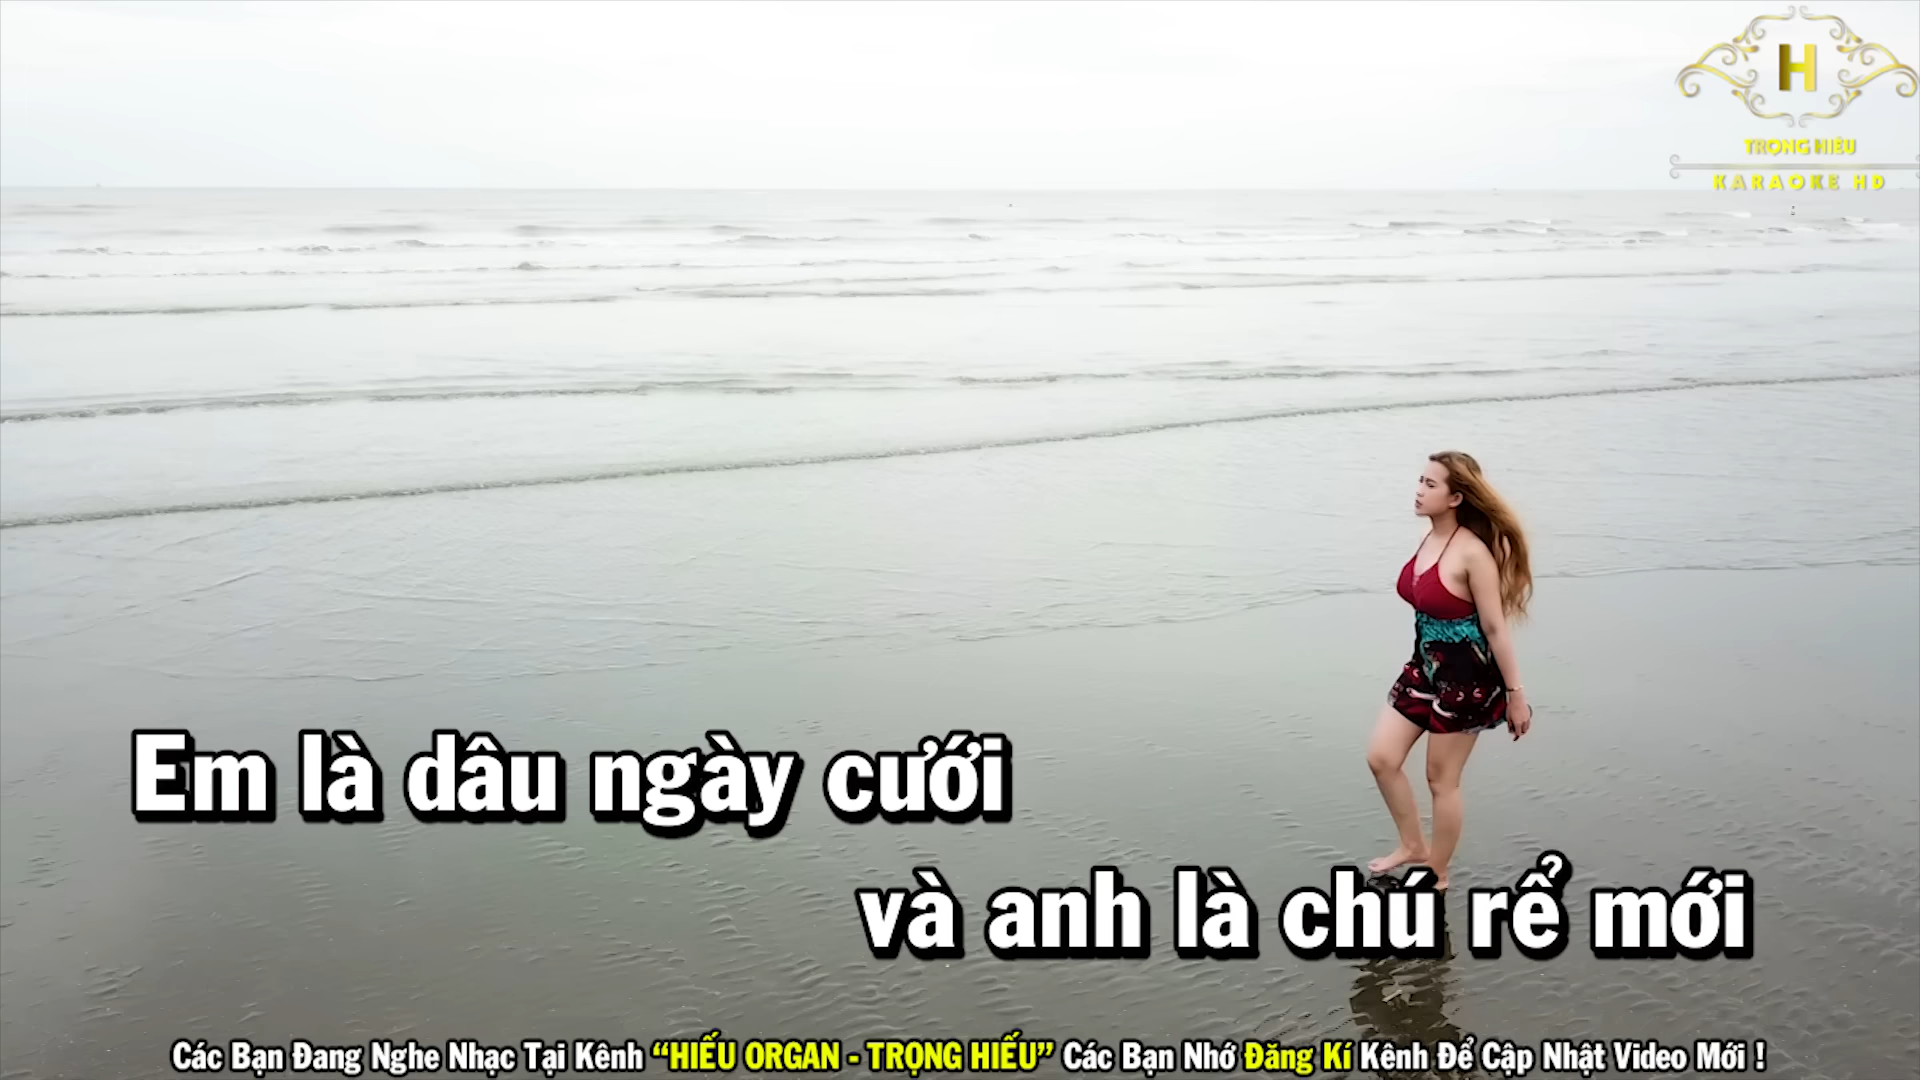 H
TRỌNG HIẾU
KARAOKE HD
Em là dâu ngày cưới
và anh là chú rể mới
Các Bạn Đang Nghe Nhạc Tại Kênh “HIẾU ORGAN - TRỌNG HIẾU” Các Bạn Nhớ Đăng Kí Kênh Để Cập Nhật Video Mới !